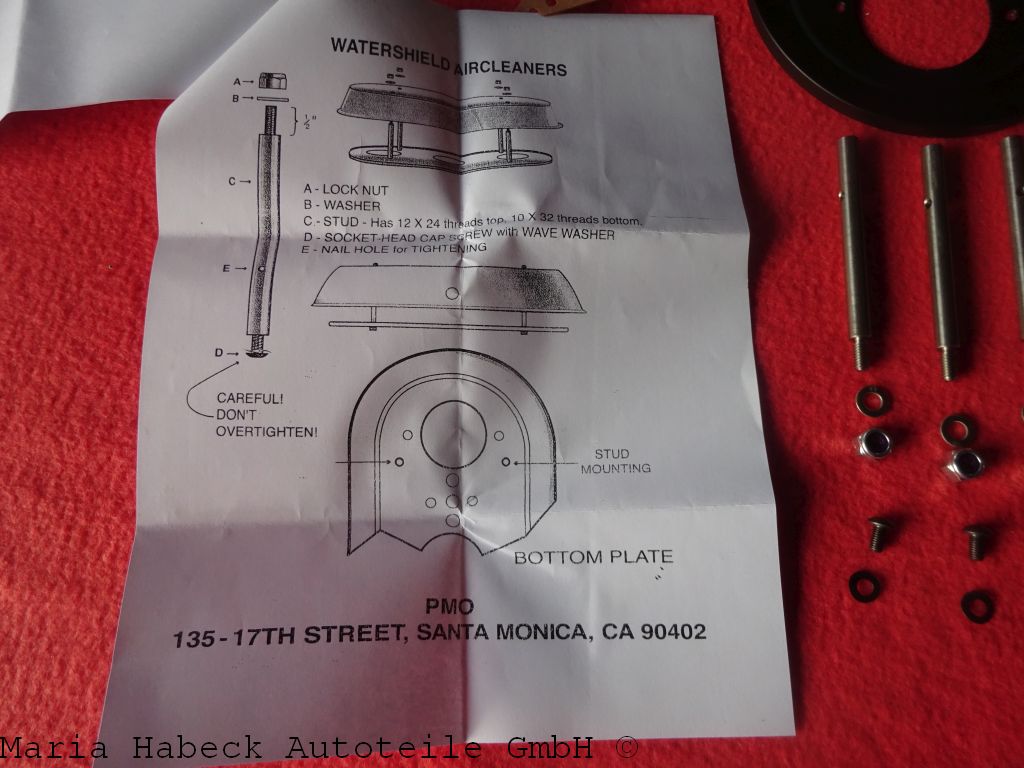 WATERSHIELD AIRCLEANERS
A
B
1/2"
C
A - LOCK NUT
B - WASHER
C - STUD - Has 12 X 24 threads top, 10 X 32 threads bottom.
D - SOCKET-HEAD CAP SCREW with WAVE WASHER
E - NAIL HOLE for TIGHTENING
E
D
CAREFUL!
DON'T
OVERTIGHTEN!
STUD
MOUNTING
BOTTOM PLATE
PMO
135 - 17TH STREET, SANTA MONICA, CA 90402
Maria Habeck Autoteile GmbH ©